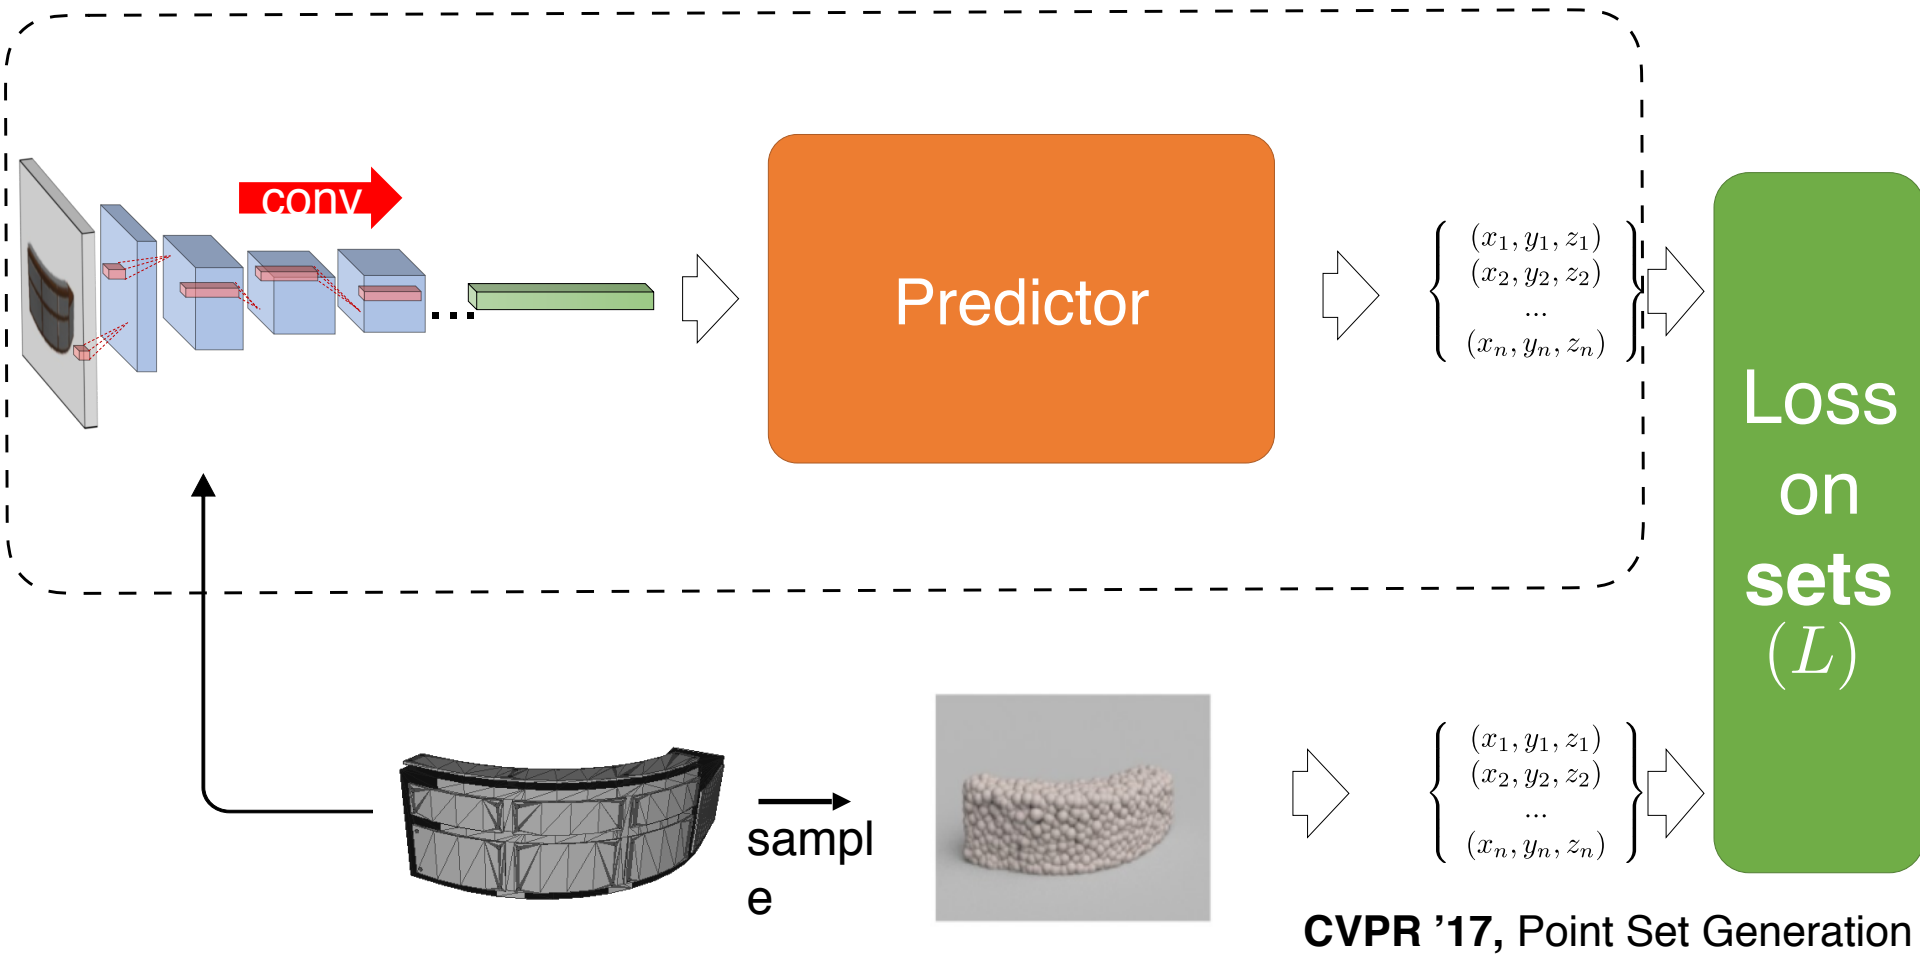 conv
Predictor
(x₁, y₁, z₁)
(x₂, y₂, z₂)
...
(xₙ, yₙ, zₙ)
Loss
on
sets
(L)
sampl
e
(x₁, y₁, z₁)
(x₂, y₂, z₂)
...
(xₙ, yₙ, zₙ)
CVPR ’17, Point Set Generation